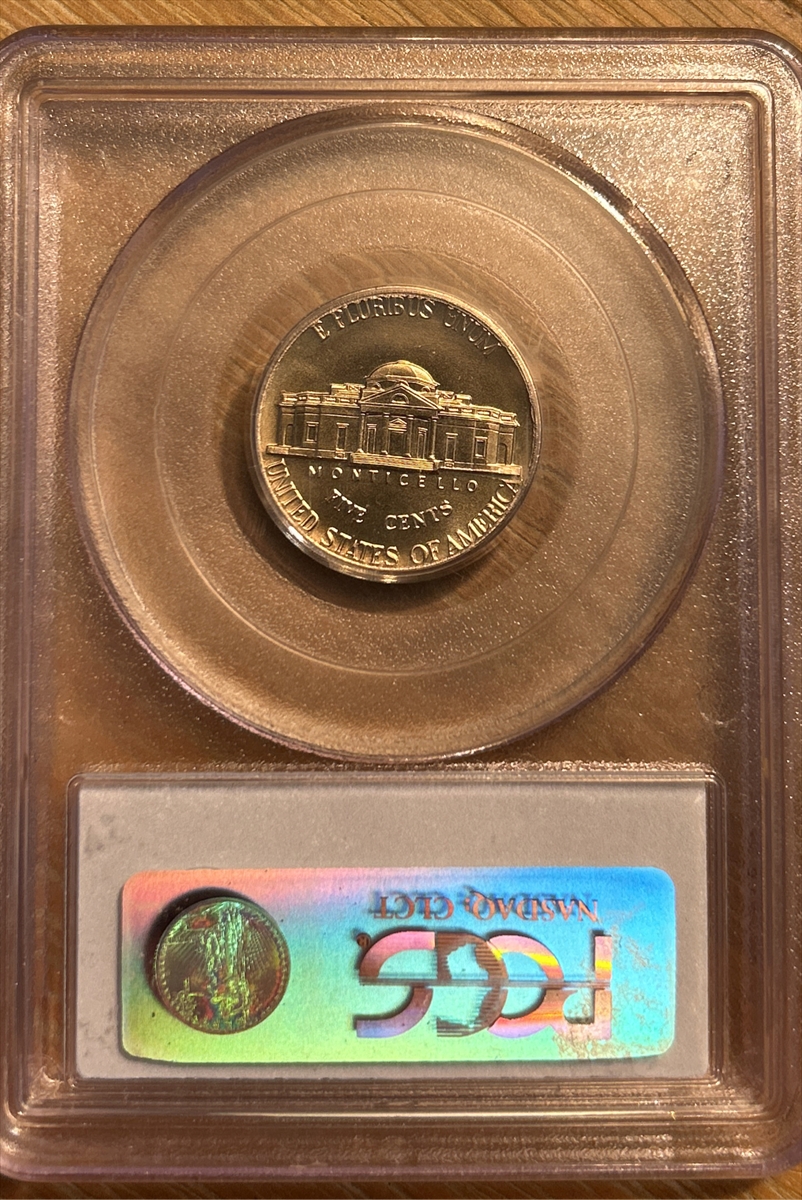 E PLURIBUS UNUM
MONTICELLO
FIVE CENTS
UNITED STATES OF AMERICA
NASDAQ: CLCT
PCGS